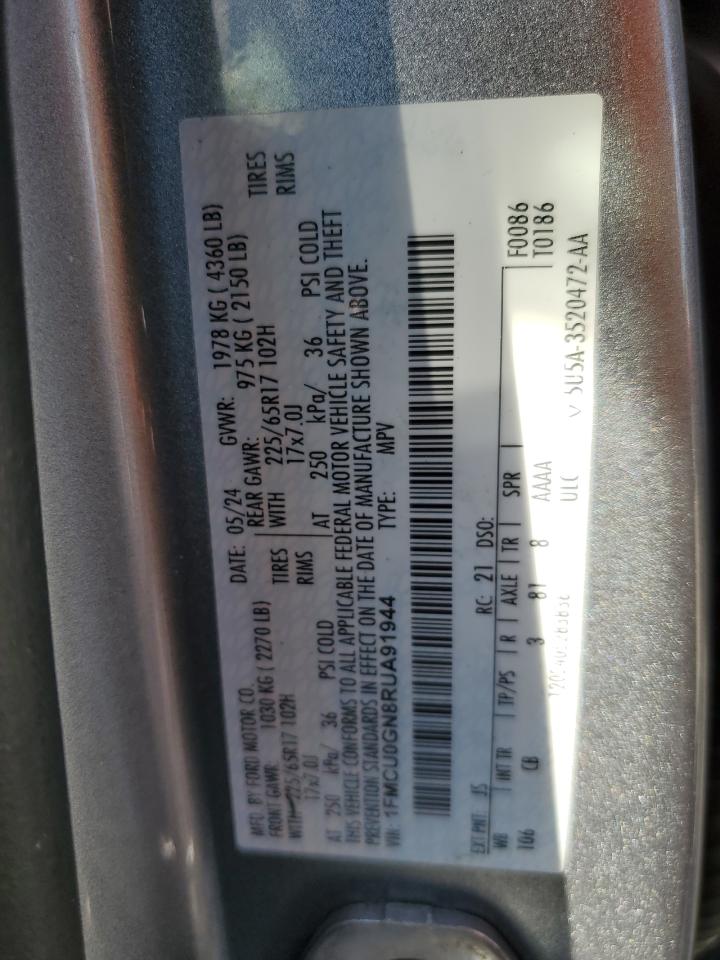 MFD. BY FORD MOTOR CO.
DATE: 05/24 GVWR: 1978 KG ( 4360 LB)
FRONT GAWR: 1030 KG ( 2270 LB) REAR GAWR: 975 KG ( 2150 LB)
WITH 225/65R17 102H TIRES WITH 225/65R17 102H TIRES
17x7.0J RIMS 17x7.0J RIMS
AT 250 kPa/ 36 PSI COLD AT 250 kPa/ 36 PSI COLD
THIS VEHICLE CONFORMS TO ALL APPLICABLE FEDERAL MOTOR VEHICLE SAFETY AND THEFT
PREVENTION STANDARDS IN EFFECT ON THE DATE OF MANUFACTURE SHOWN ABOVE.
VIN: 1FMCU0GN8RUA91944 TYPE: MPV
F0086
T0186
EXT PNT: JS RC: 21 DSO:
WB INT TR TP/PS R AXLE TR SPR
106 CB 3 81 8 AAAA
ULC
5U5A-3520472-AA